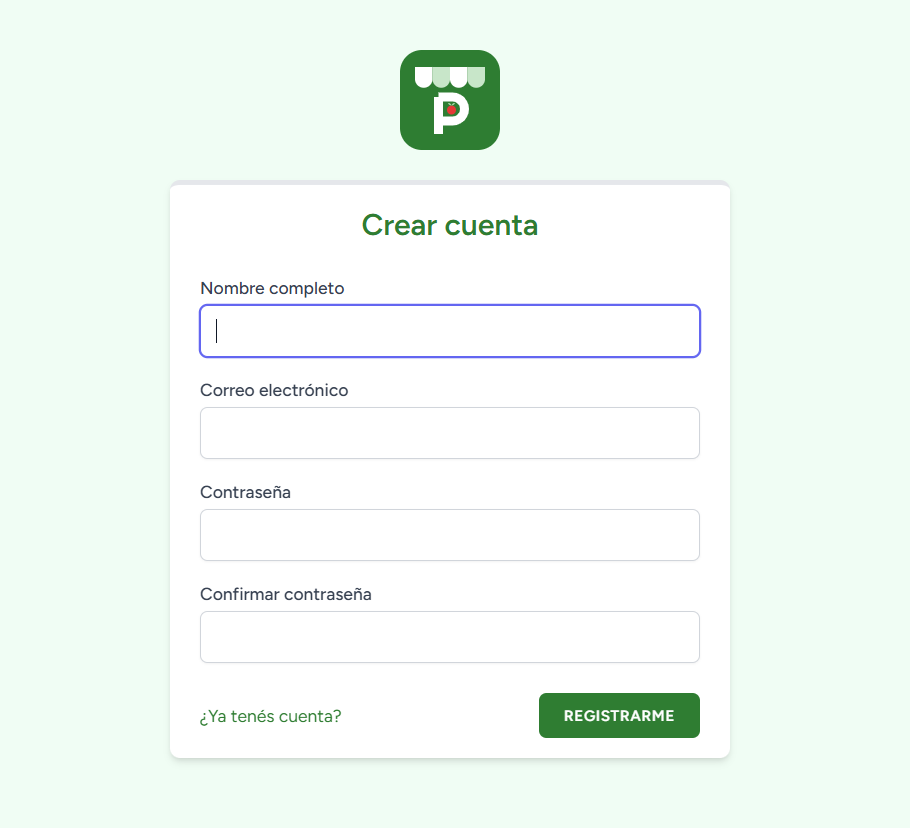 P
Crear cuenta
Nombre completo
Correo electrónico
Contraseña
Confirmar contraseña
¿Ya tenés cuenta?
REGISTRARME